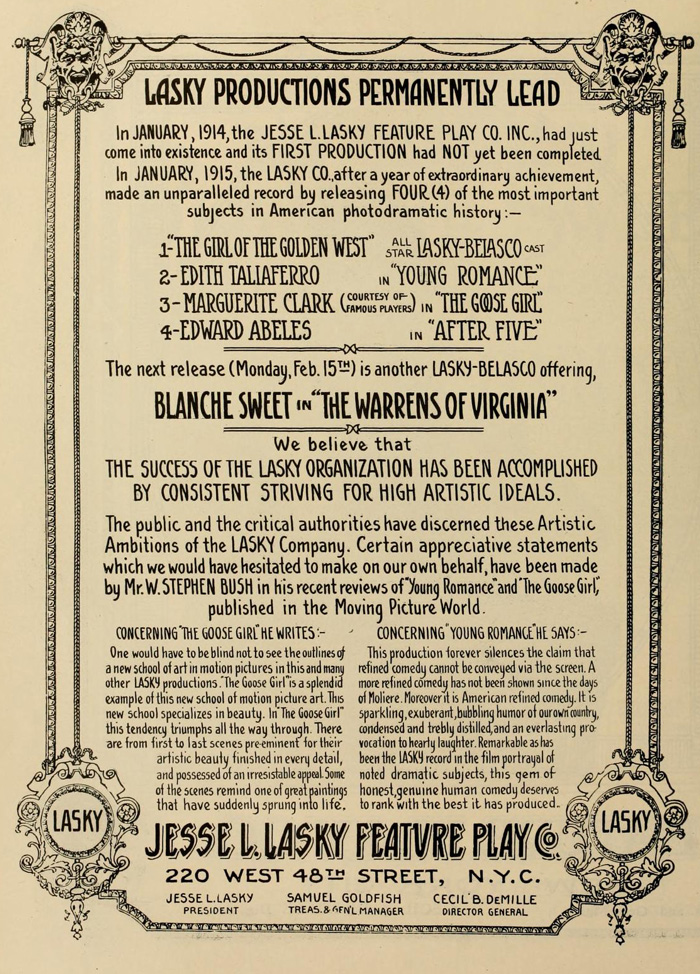 LASKY PRODUCTIONS PERMANENTLY LEAD
In JANUARY, 1914, the JESSE L. LASKY FEATURE PLAY CO. INC., had just
come into existence and its FIRST PRODUCTION had NOT yet been completed.
In JANUARY, 1915, the LASKY CO., after a year of extraordinary achievement,
made an unparalleled record by releasing FOUR (4) of the most important
subjects in American photodramatic history:—
1-"THE GIRL OF THE GOLDEN WEST" ALL STAR LASKY-BELASCO CAST
2-EDITH TALIAFERRO IN "YOUNG ROMANCE"
3-MARGUERITE CLARK (COURTESY OF FAMOUS PLAYERS) IN "THE GOOSE GIRL"
4-EDWARD ABELES IN "AFTER FIVE"
The next release (Monday, Feb. 15TH) is another LASKY-BELASCO offering,
BLANCHE SWEET IN "THE WARRENS OF VIRGINIA"
We believe that
THE SUCCESS OF THE LASKY ORGANIZATION HAS BEEN ACCOMPLISHED
BY CONSISTENT STRIVING FOR HIGH ARTISTIC IDEALS.
The public and the critical authorities have discerned these Artistic
Ambitions of the LASKY Company. Certain appreciative statements
which we would have hesitated to make on our own behalf, have been made
by Mr. W. STEPHEN BUSH in his recent reviews of "Young Romance" and "The Goose Girl",
published in the Moving Picture World.
CONCERNING "THE GOOSE GIRL" HE WRITES:-
One would have to be blind not to see the outlines of
a new school of art in motion pictures in this and many
other LASKY productions. "The Goose Girl" is a splendid
example of this new school of motion picture art. This
new school specializes in beauty. In "The Goose Girl"
this tendency triumphs all the way through. There
are from first to last scenes pre-eminent for their
artistic beauty finished in every detail,
and possessed of an irresistable appeal. Some
of the scenes remind one of great paintings
that have suddenly sprung into life.
CONCERNING "YOUNG ROMANCE" HE SAYS:-
This production forever silences the claim that
refined comedy cannot be conveyed via the screen. A
more refined comedy has not been shown since the days
of Moliere. Moreover it is American refined comedy. It is
sparkling, exuberant, bubbling humor of our own country,
condensed and trebly distilled, and an everlasting pro-
vocation to hearty laughter. Remarkable as has
been the LASKY record in the film portrayal of
noted dramatic subjects, this gem of
honest, genuine human comedy deserves
to rank with the best it has produced.
LASKY
LASKY
JESSE L. LASKY FEATURE PLAY CO.
220 WEST 48TH STREET, N.Y.C.
JESSE L. LASKY
PRESIDENT
SAMUEL GOLDFISH
TREAS. & GEN'L MANAGER
CECIL B. DeMILLE
DIRECTOR GENERAL